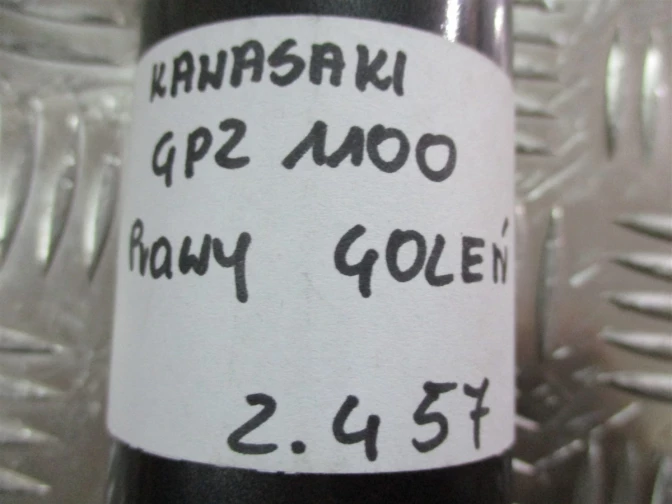 KAWASAKI
GPZ 1100
Prawy GOLEŃ
2.457